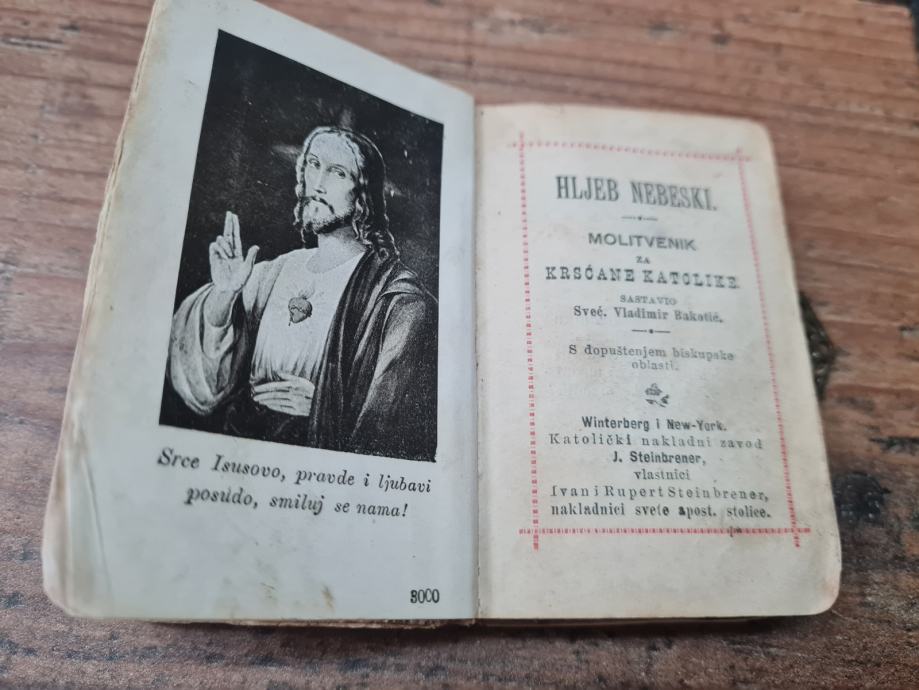 Srce Isusovo, pravde i ljubavi
posudo, smiluj se nama!
3000
HLJEB NEBESKI.
MOLITVENIK
ZA
KRSĆANE KATOLIKE.
SASTAVIO
Sveć. Vladimir Bakotić.
S dopuštenjem biskupske
oblasti.
Winterberg i New-York.
Katolički nakladni zavod
J. Steinbrener,
vlastnici
Ivan i Rupert Steinbrener,
nakladnici svete apost. stolice.